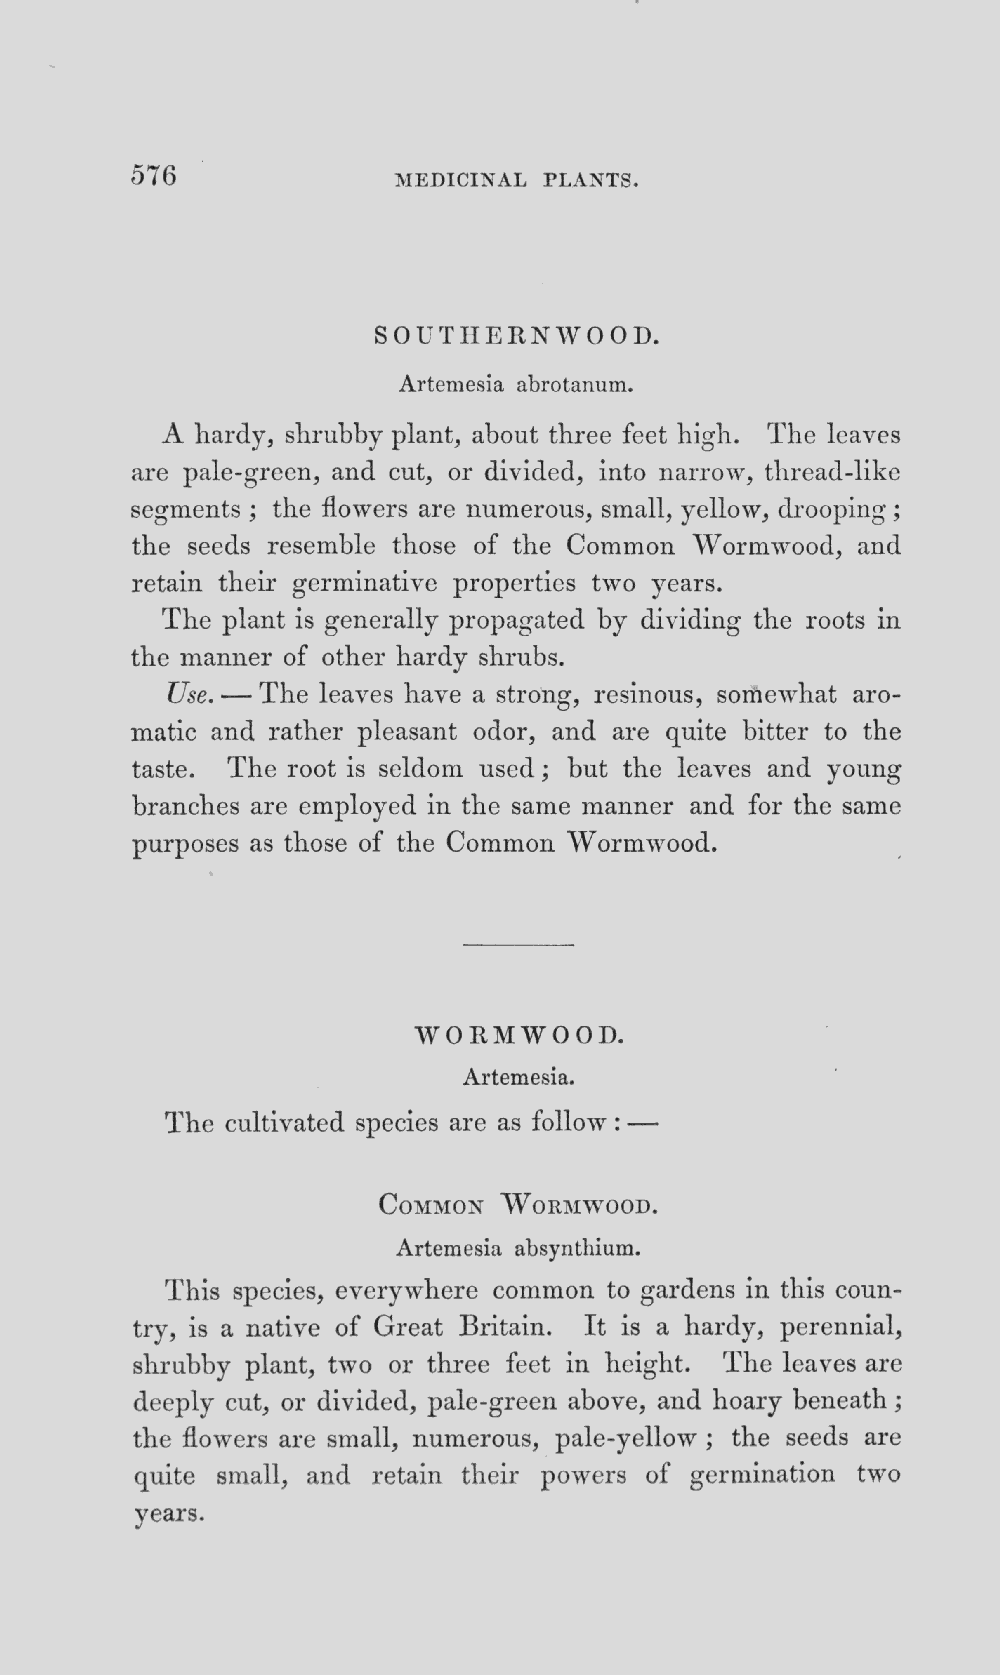 576
MEDICINAL PLANTS.
SOUTHERNWOOD.
Artemesia abrotanum.
A hardy, shrubby plant, about three feet high. The leaves
are pale-green, and cut, or divided, into narrow, thread-like
segments ; the flowers are numerous, small, yellow, drooping ;
the seeds resemble those of the Common Wormwood, and
retain their germinative properties two years.
The plant is generally propagated by dividing the roots in
the manner of other hardy shrubs.
Use. — The leaves have a strong, resinous, somewhat aro-
matic and rather pleasant odor, and are quite bitter to the
taste. The root is seldom used ; but the leaves and young
branches are employed in the same manner and for the same
purposes as those of the Common Wormwood.
WORMWOOD.
Artemesia.
The cultivated species are as follow : —
Common Wormwood.
Artemesia absynthium.
This species, everywhere common to gardens in this coun-
try, is a native of Great Britain. It is a hardy, perennial,
shrubby plant, two or three feet in height. The leaves are
deeply cut, or divided, pale-green above, and hoary beneath ;
the flowers are small, numerous, pale-yellow ; the seeds are
quite small, and retain their powers of germination two
years.